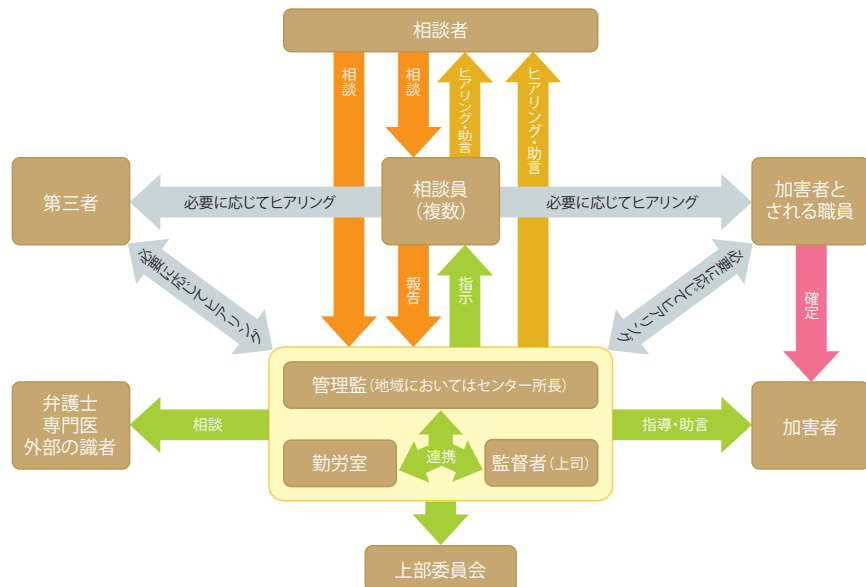 相談者
相談
相談
ヒアリング・助言
ヒアリング・助言
第三者
必要に応じてヒアリング
相談員
（複数）
必要に応じてヒアリング
加害者と
される職員
必要に応じてヒアリング
報告
指示
必要に応じてヒアリング
確定
管理監（地域においてはセンター所長）
弁護士
専門医
外部の識者
相談
勤労室
連携
監督者（上司）
指導・助言
加害者
上部委員会